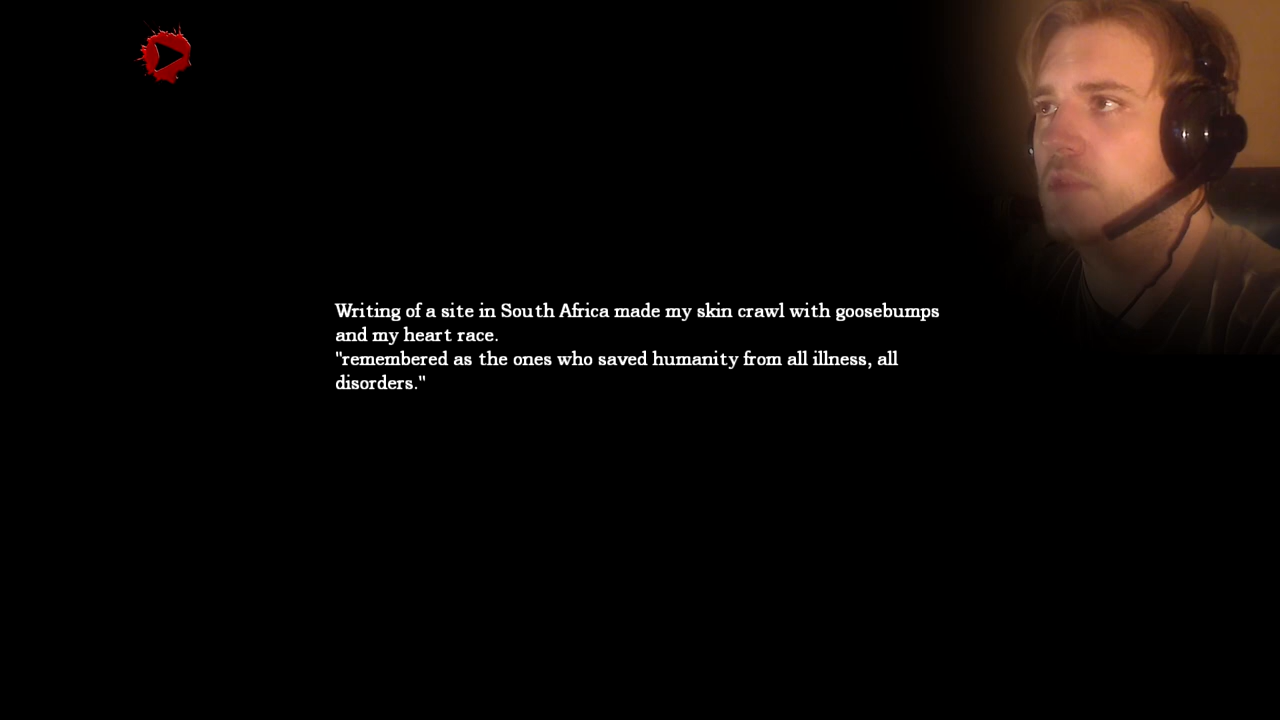 Writing of a site in South Africa made my skin crawl with goosebumps
and my heart race.
"remembered as the ones who saved humanity from all illness, all
disorders."